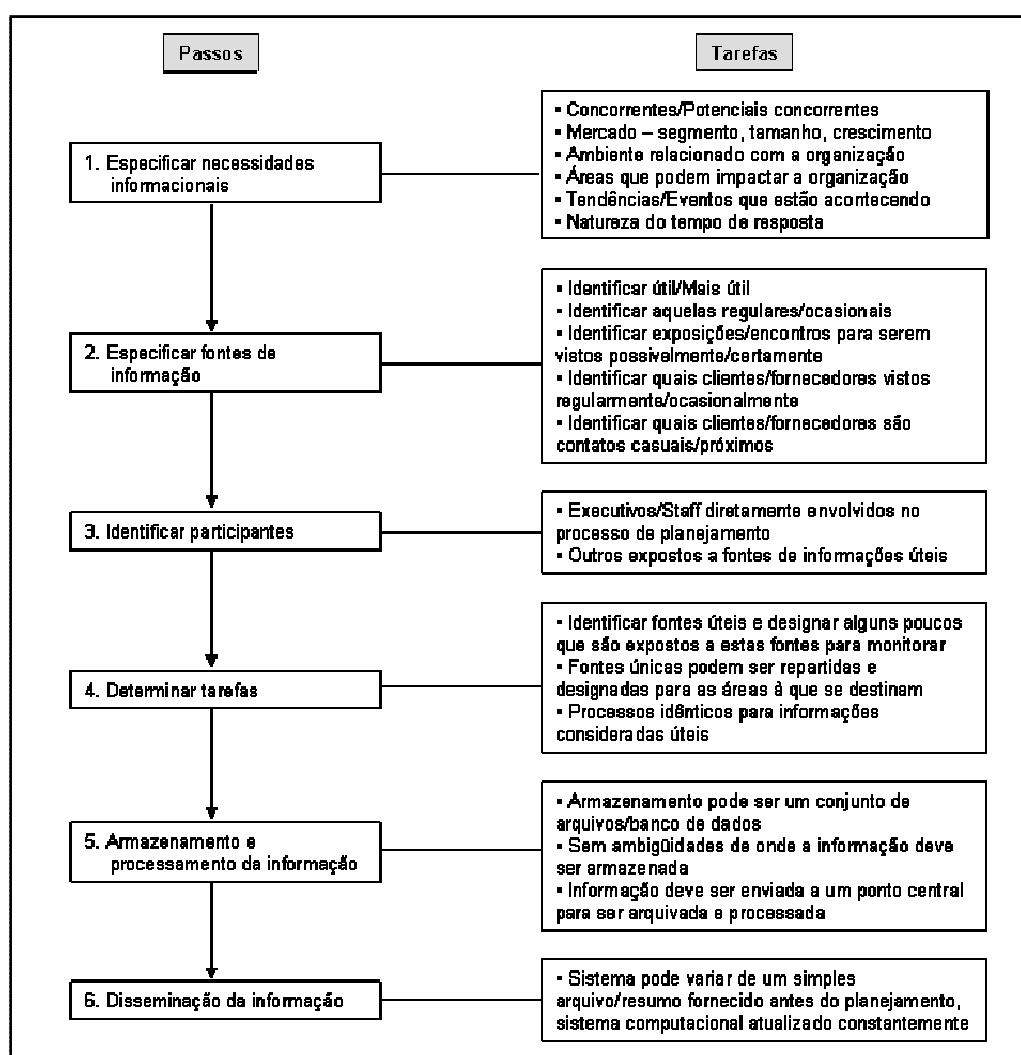 Passos
Tarefas
1. Especificar necessidades
informacionais
▪ Concorrentes/Potenciais concorrentes
▪ Mercado – segmento, tamanho, crescimento
▪ Ambiente relacionado com a organização
▪ Áreas que podem impactar a organização
▪ Tendências/Eventos que estão acontecendo
▪ Natureza do tempo de resposta
2. Especificar fontes de
informação
▪ Identificar útil/Mais útil
▪ Identificar aquelas regulares/ocasionais
▪ Identificar exposições/encontros para serem
vistos possivelmente/certamente
▪ Identificar quais clientes/fornecedores vistos
regularmente/ocasionalmente
▪ Identificar quais clientes/fornecedores são
contatos casuais/próximos
3. Identificar participantes
▪ Executivos/Staff diretamente envolvidos no
processo de planejamento
▪ Outros expostos a fontes de informações úteis
4. Determinar tarefas
▪ Identificar fontes úteis e designar alguns poucos
que são expostos a estas fontes para monitorar
▪ Fontes únicas podem ser repartidas e
designadas para as áreas à que se destinam
▪ Processos idênticos para informações
consideradas úteis
5. Armazenamento e
processamento da informação
▪ Armazenamento pode ser um conjunto de
arquivos/banco de dados
▪ Sem ambigüidades de onde a informação deve
ser armazenada
▪ Informação deve ser enviada a um ponto central
para ser arquivada e processada
6. Disseminação da informação
▪ Sistema pode variar de um simples
arquivo/resumo fornecido antes do planejamento,
sistema computacional atualizado constantemente